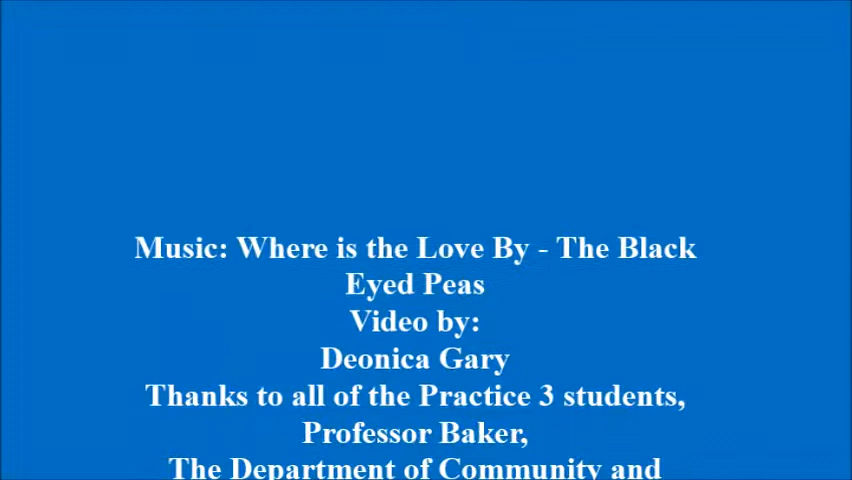 Music: Where is the Love By - The Black
Eyed Peas
Video by:
Deonica Gary
Thanks to all of the Practice 3 students,
Professor Baker,
The Department of Community and